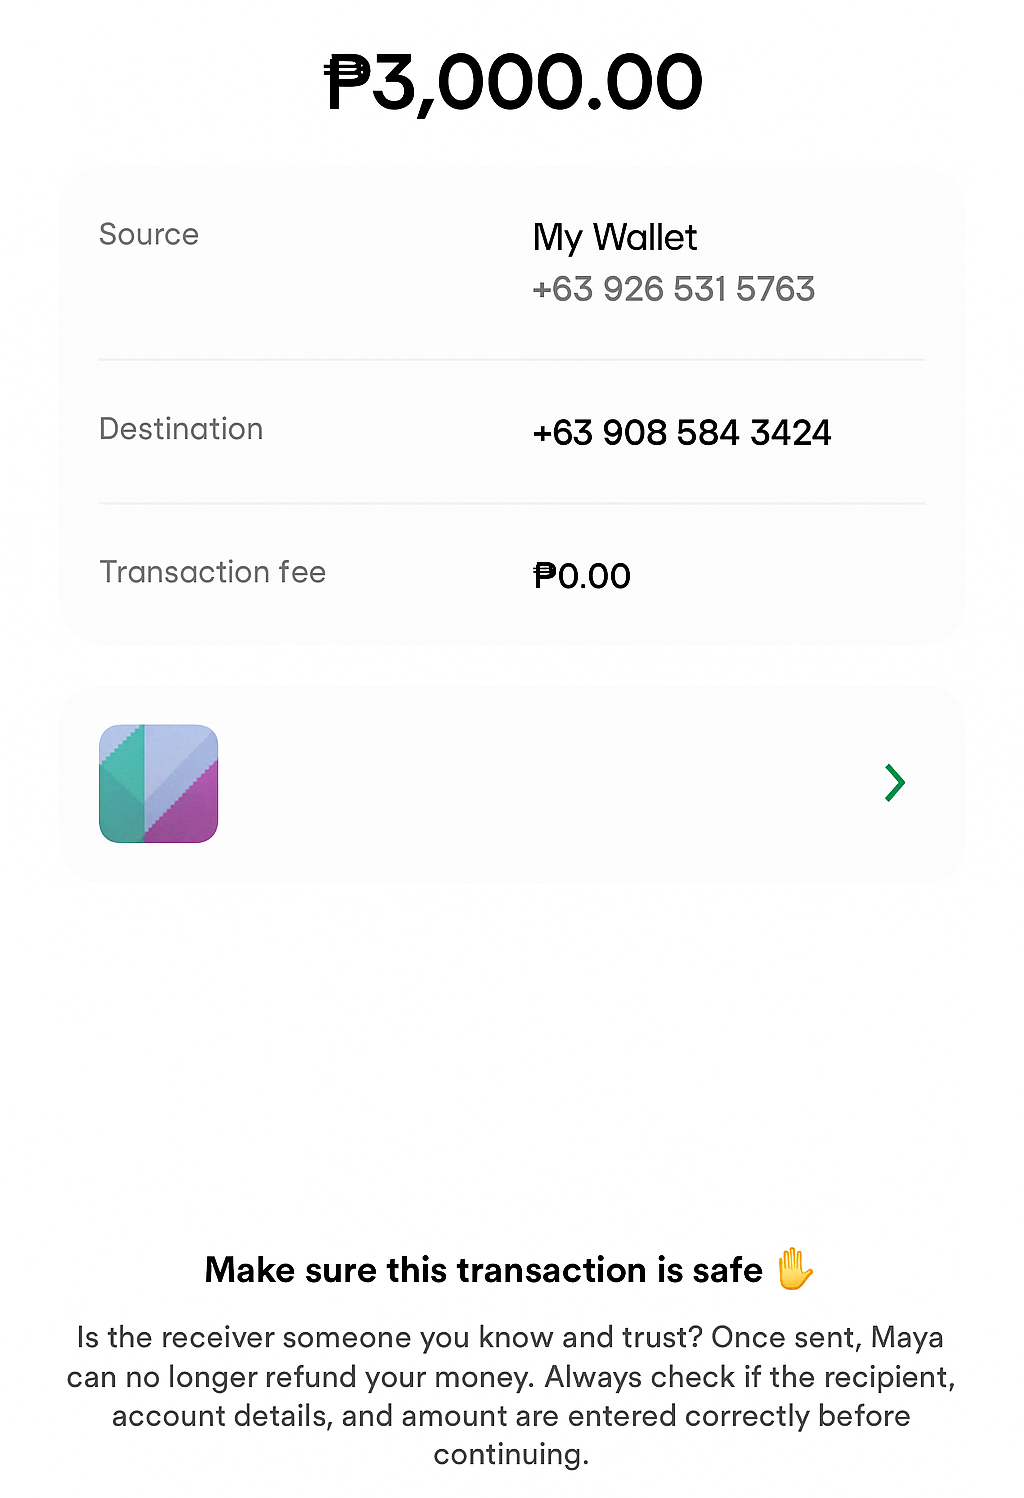 ₱3,000.00
Source
My Wallet
+63 926 531 5763
Destination
+63 908 584 3424
Transaction fee
₱0.00
Make sure this transaction is safe ✋
Is the receiver someone you know and trust? Once sent, Maya
can no longer refund your money. Always check if the recipient,
account details, and amount are entered correctly before
continuing.